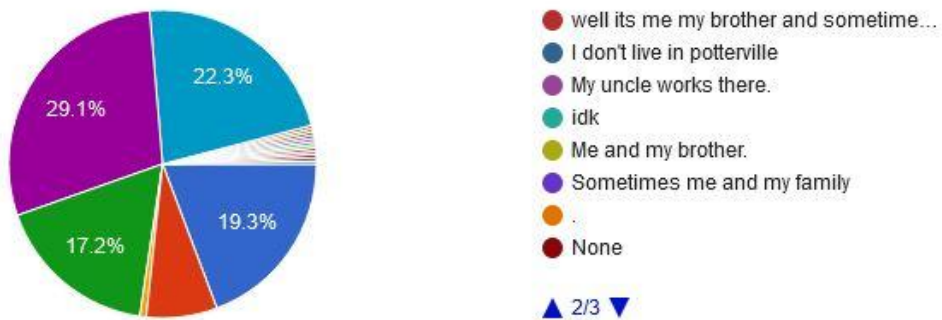 well its me my brother and sometime...
I don't live in potterville
My uncle works there.
idk
Me and my brother.
Sometimes me and my family
.
None
▲ 2/3 ▼
22.3%
29.1%
19.3%
17.2%